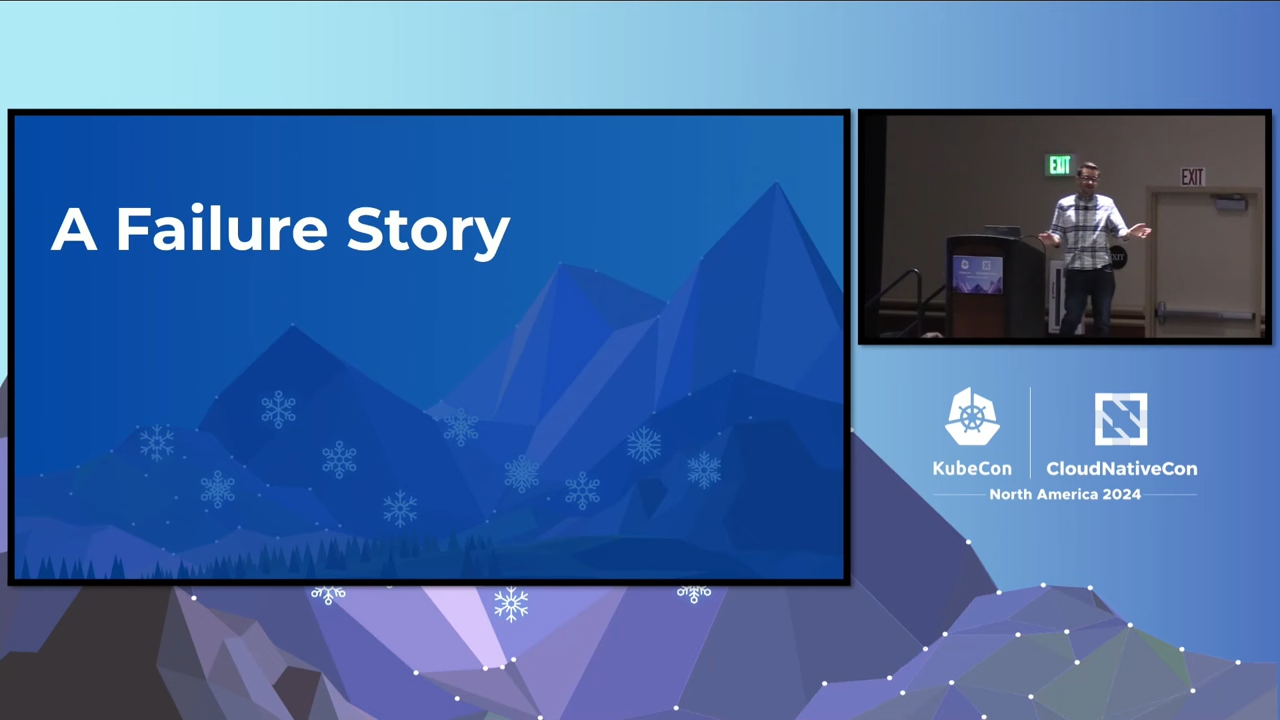 A Failure Story
EXIT
EXIT
KubeCon
CloudNativeCon
North America 2024